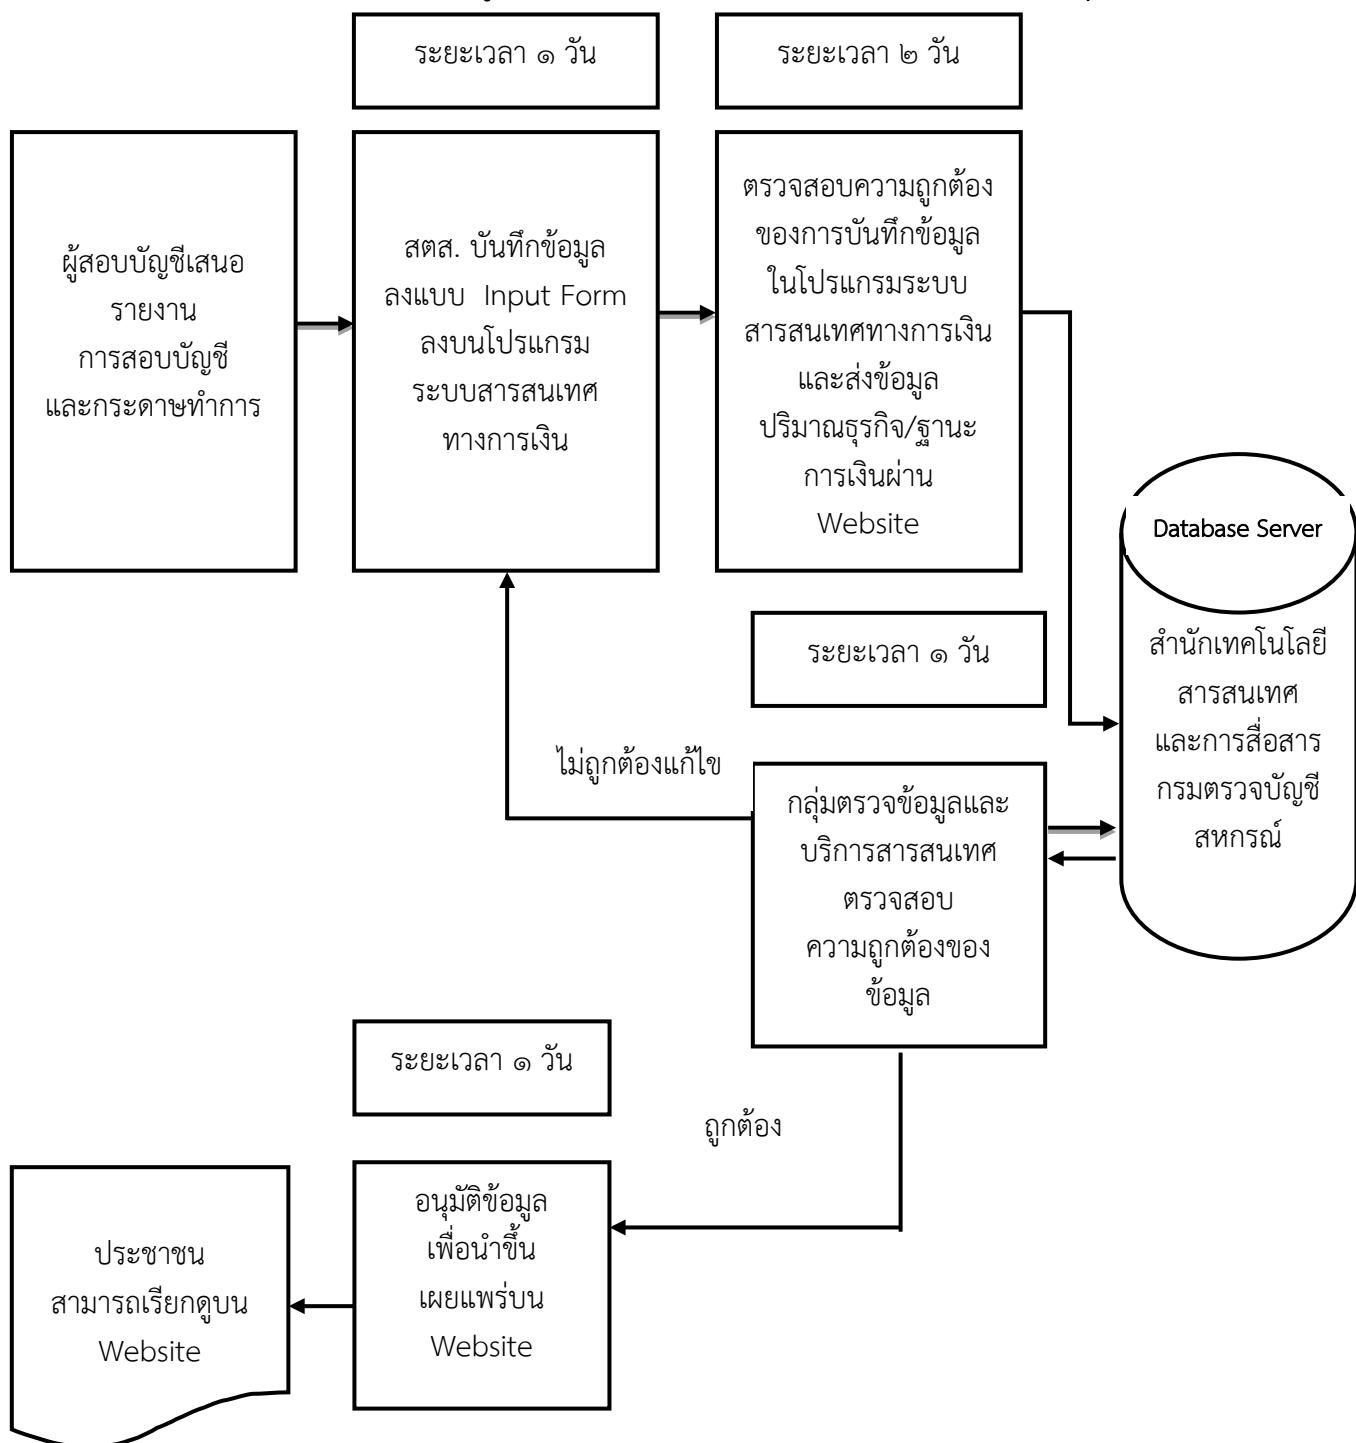 ระยะเวลา ๑ วัน
ระยะเวลา ๒ วัน
ผู้สอบบัญชีเสนอ
รายงาน
การสอบบัญชี
และกระดาษทำการ
สตส. บันทึกข้อมูล
ลงแบบ Input Form
ลงบนโปรแกรม
ระบบสารสนเทศ
ทางการเงิน
ตรวจสอบความถูกต้อง
ของการบันทึกข้อมูล
ในโปรแกรมระบบ
สารสนเทศทางการเงิน
และส่งข้อมูล
ปริมาณธุรกิจ/ฐานะ
การเงินผ่าน
Website
Database Server
สำนักเทคโนโลยี
สารสนเทศ
และการสื่อสาร
กรมตรวจบัญชี
สหกรณ์
ระยะเวลา ๑ วัน
ไม่ถูกต้องแก้ไข
กลุ่มตรวจข้อมูลและ
บริการสารสนเทศ
ตรวจสอบ
ความถูกต้องของ
ข้อมูล
ระยะเวลา ๑ วัน
ถูกต้อง
อนุมัติข้อมูล
เพื่อนำขึ้น
เผยแพร่บน
Website
ประชาชน
สามารถเรียกดูบน
Website